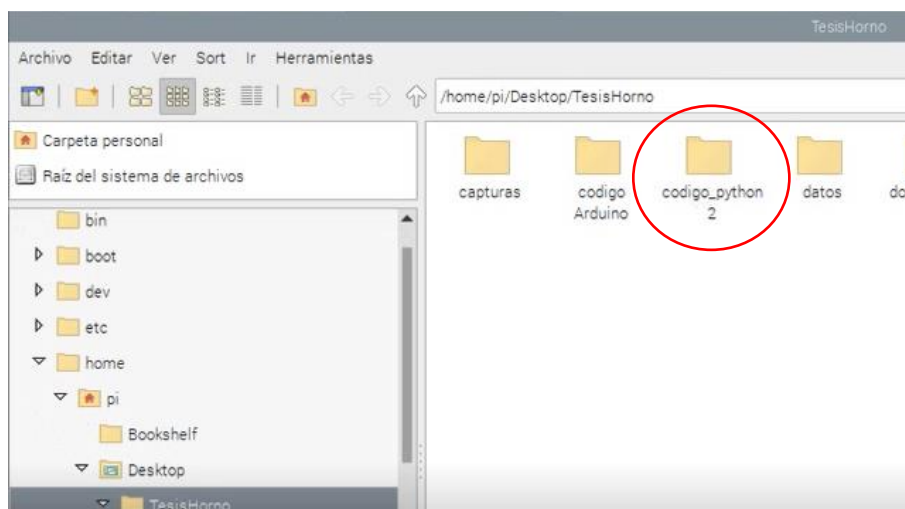 TesisHorno
Archivo Editar Ver Sort Ir Herramientas
/home/pi/Desktop/TesisHorno
Carpeta personal
Raíz del sistema de archivos
bin
boot
dev
etc
home
pi
Bookshelf
Desktop
TesisHorno
capturas
codigo
Arduino
codigo_python
2
datos